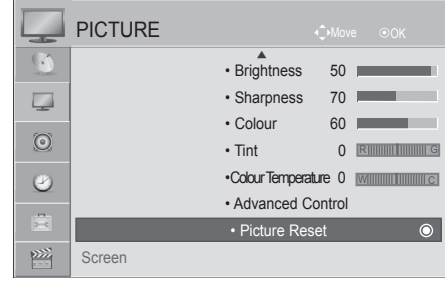 PICTURE Move OK
• Brightness 50
• Sharpness 70
• Colour 60
• Tint 0 R G
•Colour Temperature 0 W C
• Advanced Control
• Picture Reset
Screen